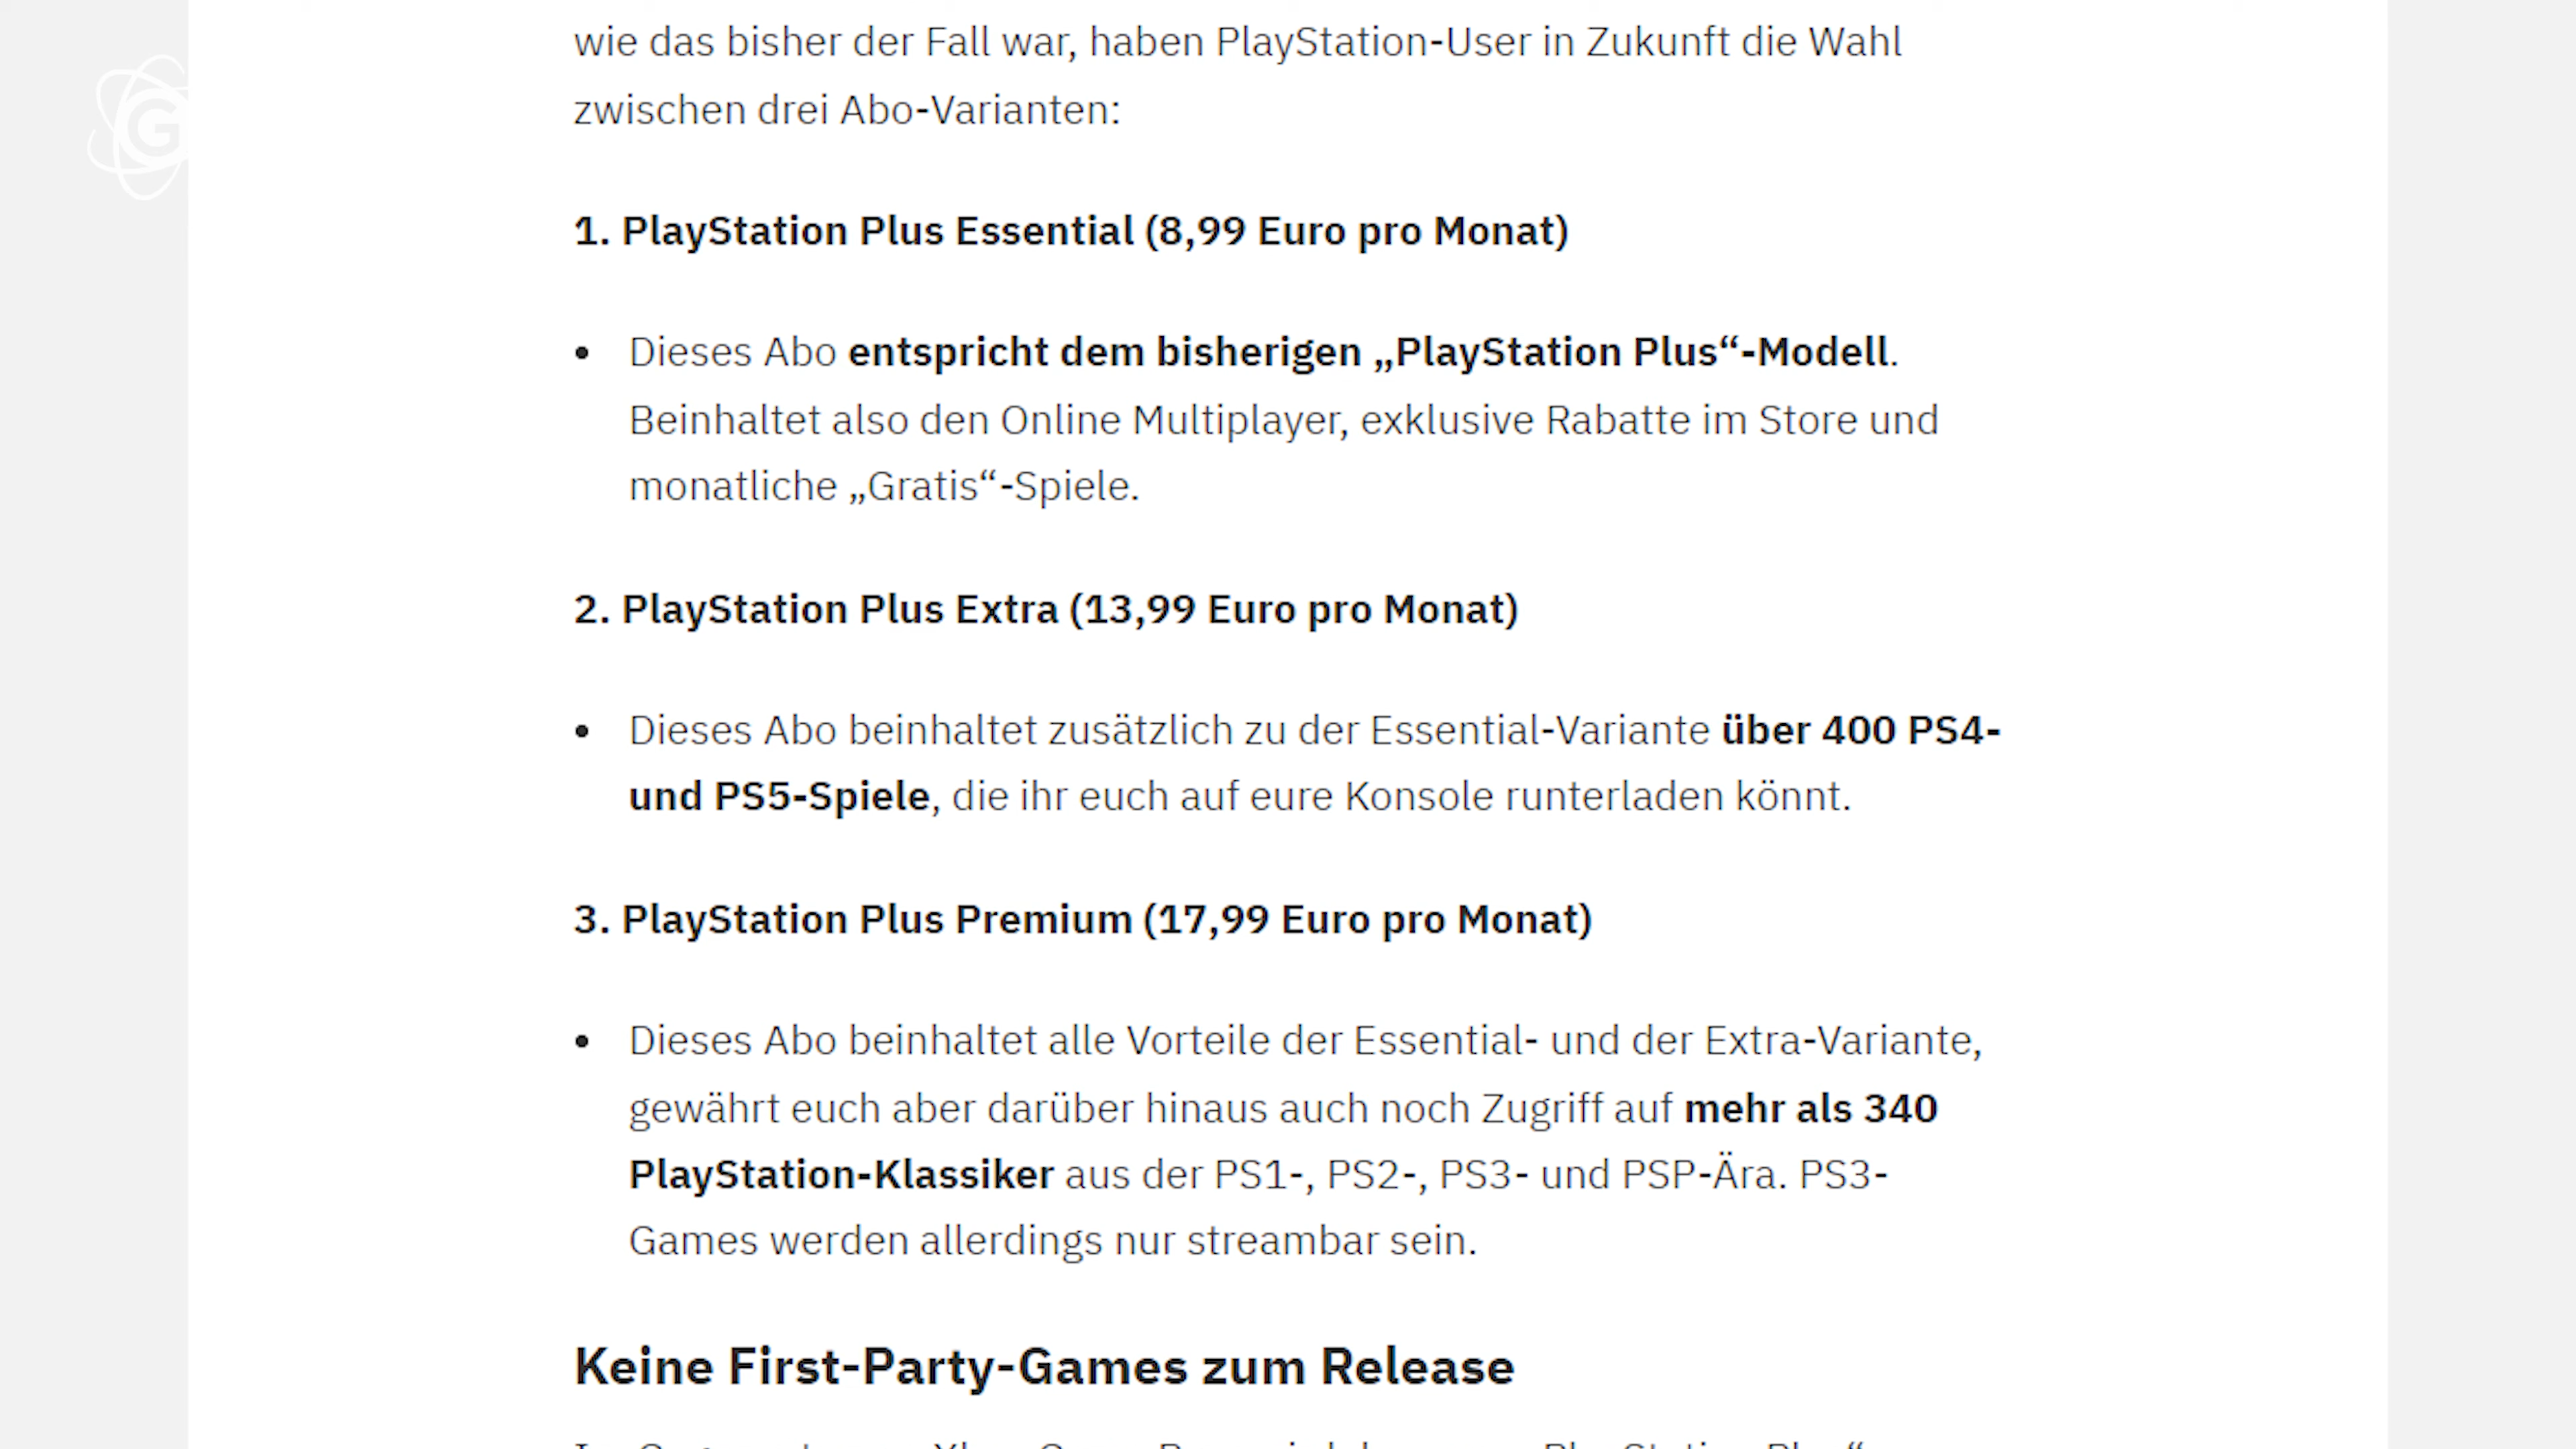 wie das bisher der Fall war, haben PlayStation-User in Zukunft die Wahl
zwischen drei Abo-Varianten:
1. PlayStation Plus Essential (8,99 Euro pro Monat)
• Dieses Abo entspricht dem bisherigen „PlayStation Plus“-Modell.
Beinhaltet also den Online Multiplayer, exklusive Rabatte im Store und
monatliche „Gratis“-Spiele.
2. PlayStation Plus Extra (13,99 Euro pro Monat)
• Dieses Abo beinhaltet zusätzlich zu der Essential-Variante über 400 PS4-
und PS5-Spiele, die ihr euch auf eure Konsole runterladen könnt.
3. PlayStation Plus Premium (17,99 Euro pro Monat)
• Dieses Abo beinhaltet alle Vorteile der Essential- und der Extra-Variante,
gewährt euch aber darüber hinaus auch noch Zugriff auf mehr als 340
PlayStation-Klassiker aus der PS1-, PS2-, PS3- und PSP-Ära. PS3-
Games werden allerdings nur streambar sein.
Keine First-Party-Games zum Release